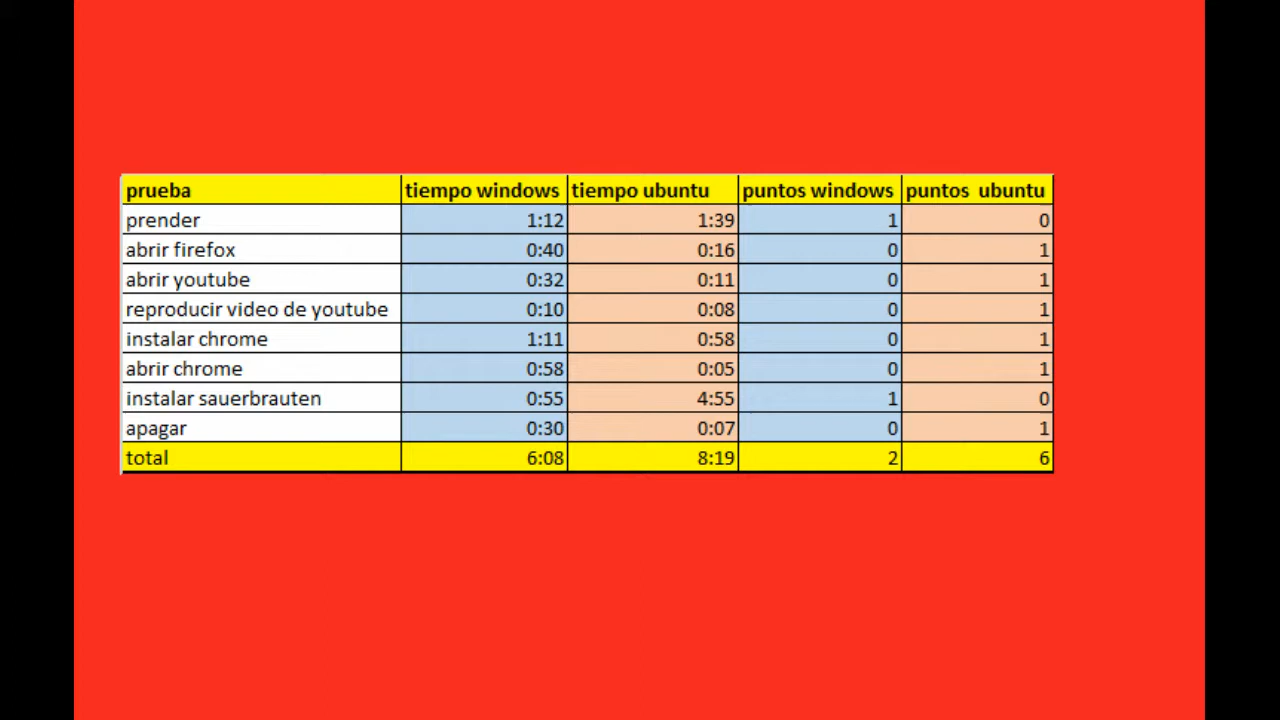 prueba tiempo windows tiempo ubuntu puntos windows puntos ubuntu
prender 1:12 1:39 1 0
abrir firefox 0:40 0:16 0 1
abrir youtube 0:32 0:11 0 1
reproducir video de youtube 0:10 0:08 0 1
instalar chrome 1:11 0:58 0 1
abrir chrome 0:58 0:05 0 1
instalar sauerbrauten 0:55 4:55 1 0
apagar 0:30 0:07 0 1
total 6:08 8:19 2 6